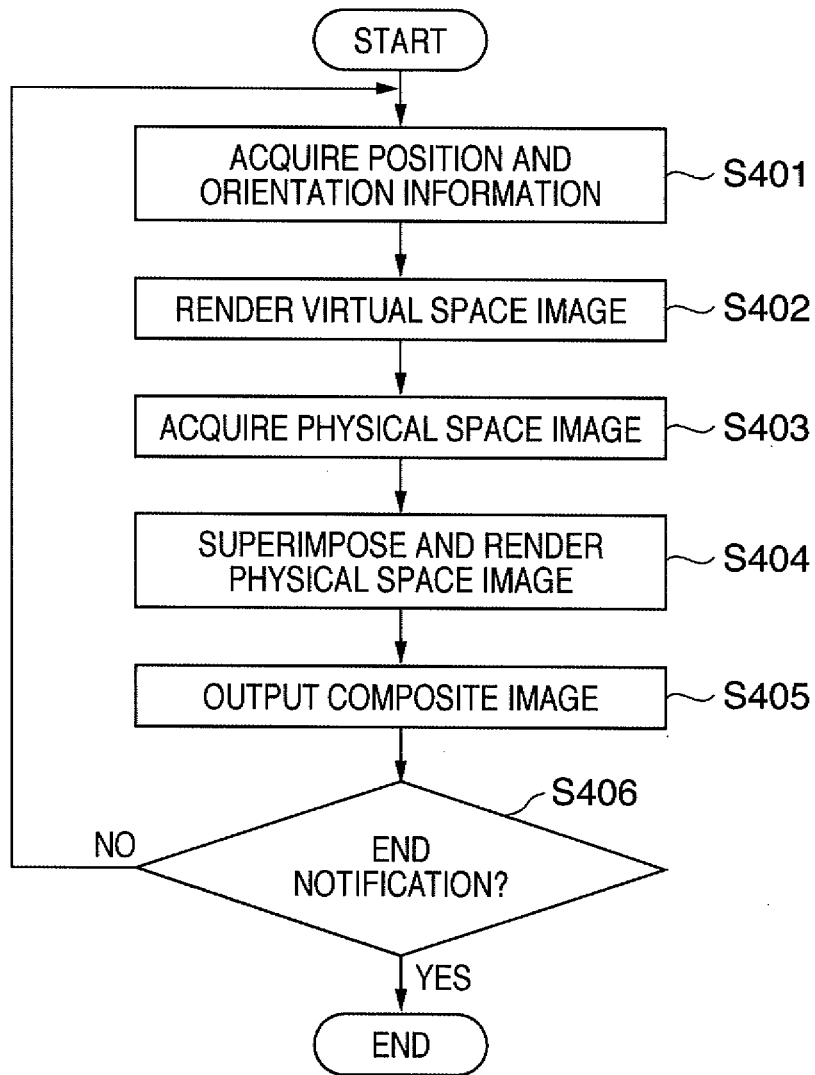 START
ACQUIRE POSITION AND
ORIENTATION INFORMATION
S401
RENDER VIRTUAL SPACE IMAGE
S402
ACQUIRE PHYSICAL SPACE IMAGE
S403
SUPERIMPOSE AND RENDER
PHYSICAL SPACE IMAGE
S404
OUTPUT COMPOSITE IMAGE
S405
S406
NO
END
NOTIFICATION?
YES
END